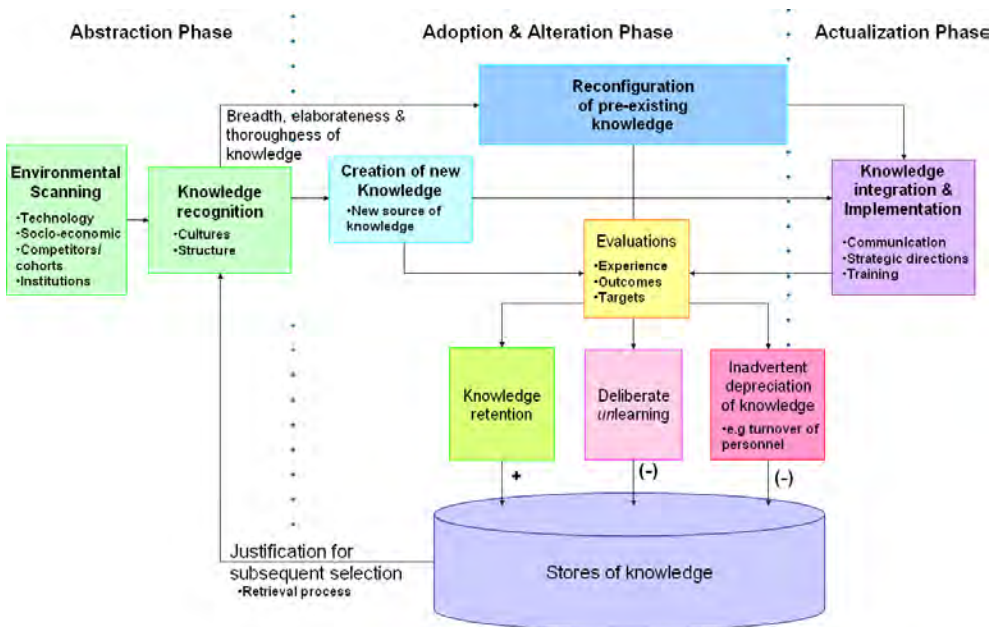 Abstraction Phase
Adoption & Alteration Phase
Actualization Phase
Reconfiguration
of pre-existing
knowledge
Breadth, elaborateness &
thoroughness of
knowledge
Environmental
Scanning
•Technology
•Socio-economic
•Competitors/
cohorts
•Institutions
Knowledge
recognition
•Cultures
•Structure
Creation of new
Knowledge
•New source of
knowledge
Knowledge
integration &
Implementation
•Communication
•Strategic directions
•Training
Evaluations
•Experience
•Outcomes
•Targets
Knowledge
retention
Deliberate
unlearning
Inadvertent
depreciation
of knowledge
•e.g turnover of
personnel
+
(-)
(-)
Justification for
subsequent selection
•Retrieval process
Stores of knowledge